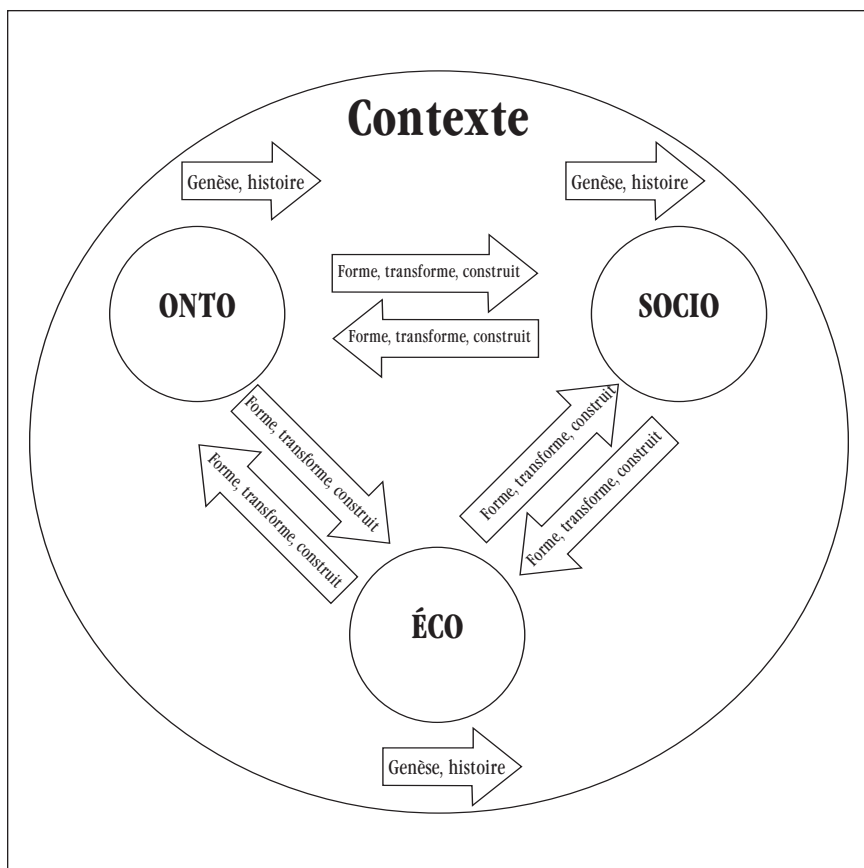 Contexte
Genèse, histoire
Genèse, histoire
ONTO
Forme, transforme, construit
SOCIO
Forme, transforme, construit
Forme, transforme, construit
Forme, transforme, construit
Forme, transforme, construit
Forme, transforme, construit
ÉCO
Genèse, histoire